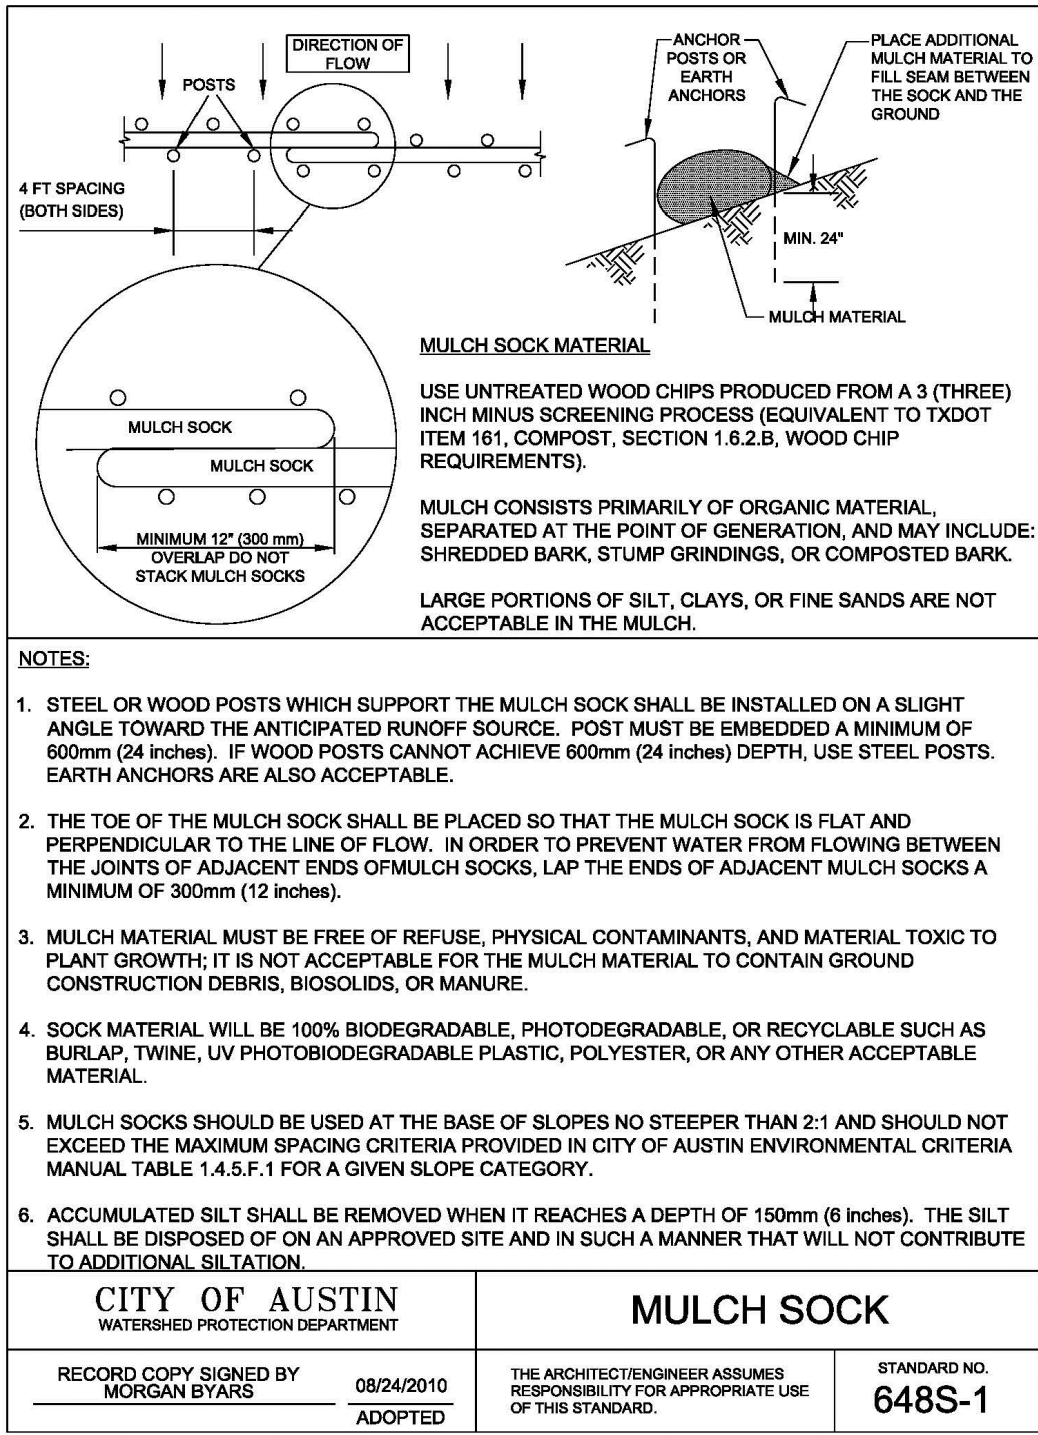 DIRECTION OF
FLOW
POSTS
4 FT SPACING
(BOTH SIDES)
ANCHOR
POSTS OR
EARTH
ANCHORS
PLACE ADDITIONAL
MULCH MATERIAL TO
FILL SEAM BETWEEN
THE SOCK AND THE
GROUND
MIN. 24"
MULCH MATERIAL
MULCH SOCK
MULCH SOCK
MINIMUM 12" (300 mm)
OVERLAP DO NOT
STACK MULCH SOCKS
MULCH SOCK MATERIAL
USE UNTREATED WOOD CHIPS PRODUCED FROM A 3 (THREE)
INCH MINUS SCREENING PROCESS (EQUIVALENT TO TXDOT
ITEM 161, COMPOST, SECTION 1.6.2.B, WOOD CHIP
REQUIREMENTS).
MULCH CONSISTS PRIMARILY OF ORGANIC MATERIAL,
SEPARATED AT THE POINT OF GENERATION, AND MAY INCLUDE:
SHREDDED BARK, STUMP GRINDINGS, OR COMPOSTED BARK.
LARGE PORTIONS OF SILT, CLAYS, OR FINE SANDS ARE NOT
ACCEPTABLE IN THE MULCH.
NOTES:
1. STEEL OR WOOD POSTS WHICH SUPPORT THE MULCH SOCK SHALL BE INSTALLED ON A SLIGHT
ANGLE TOWARD THE ANTICIPATED RUNOFF SOURCE. POST MUST BE EMBEDDED A MINIMUM OF
600mm (24 inches). IF WOOD POSTS CANNOT ACHIEVE 600mm (24 inches) DEPTH, USE STEEL POSTS.
EARTH ANCHORS ARE ALSO ACCEPTABLE.
2. THE TOE OF THE MULCH SOCK SHALL BE PLACED SO THAT THE MULCH SOCK IS FLAT AND
PERPENDICULAR TO THE LINE OF FLOW. IN ORDER TO PREVENT WATER FROM FLOWING BETWEEN
THE JOINTS OF ADJACENT ENDS OFMULCH SOCKS, LAP THE ENDS OF ADJACENT MULCH SOCKS A
MINIMUM OF 300mm (12 inches).
3. MULCH MATERIAL MUST BE FREE OF REFUSE, PHYSICAL CONTAMINANTS, AND MATERIAL TOXIC TO
PLANT GROWTH; IT IS NOT ACCEPTABLE FOR THE MULCH MATERIAL TO CONTAIN GROUND
CONSTRUCTION DEBRIS, BIOSOLIDS, OR MANURE.
4. SOCK MATERIAL WILL BE 100% BIODEGRADABLE, PHOTODEGRADABLE, OR RECYCLABLE SUCH AS
BURLAP, TWINE, UV PHOTOBIODEGRADABLE PLASTIC, POLYESTER, OR ANY OTHER ACCEPTABLE
MATERIAL.
5. MULCH SOCKS SHOULD BE USED AT THE BASE OF SLOPES NO STEEPER THAN 2:1 AND SHOULD NOT
EXCEED THE MAXIMUM SPACING CRITERIA PROVIDED IN CITY OF AUSTIN ENVIRONMENTAL CRITERIA
MANUAL TABLE 1.4.5.F.1 FOR A GIVEN SLOPE CATEGORY.
6. ACCUMULATED SILT SHALL BE REMOVED WHEN IT REACHES A DEPTH OF 150mm (6 inches). THE SILT
SHALL BE DISPOSED OF ON AN APPROVED SITE AND IN SUCH A MANNER THAT WILL NOT CONTRIBUTE
TO ADDITIONAL SILTATION.
CITY OF AUSTIN
WATERSHED PROTECTION DEPARTMENT
MULCH SOCK
RECORD COPY SIGNED BY
MORGAN BYARS
08/24/2010
ADOPTED
THE ARCHITECT/ENGINEER ASSUMES
RESPONSIBILITY FOR APPROPRIATE USE
OF THIS STANDARD.
STANDARD NO.
648S-1